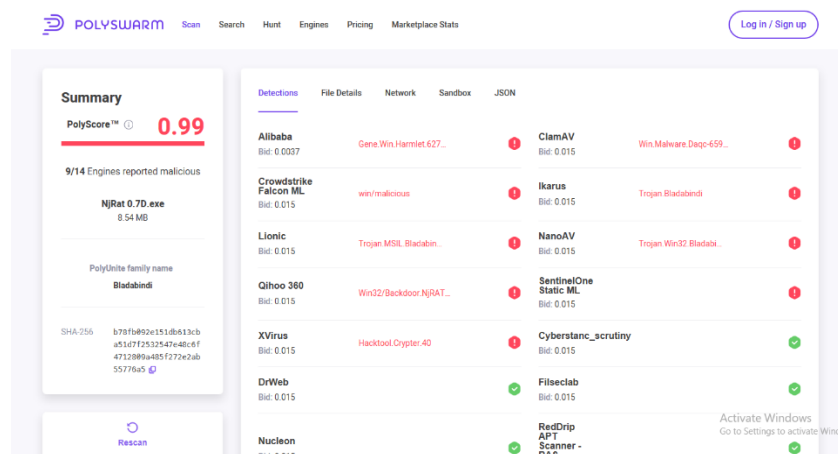 POLYSWARM Scan Search Hunt Engines Pricing Marketplace Stats Log in / Sign up
Summary
PolyScore™ 0.99
9/14 Engines reported malicious
NjRat 0.7D.exe
8.54 MB
PolyUnite family name
Bladabindi
SHA-256
b78fb092e151db613cb
a51d7f2532547e48c6f
4712809a485f272e2ab
55776a5
Rescan
Detections File Details Network Sandbox JSON
Alibaba
Bid: 0.0037
Gene.Win.Harmlet.627...
ClamAV
Bid: 0.015
Win.Malware.Daqc-659...
Crowdstrike
Falcon ML
Bid: 0.015
win/malicious
Ikarus
Bid: 0.015
Trojan.Bladabindi
Lionic
Bid: 0.015
Trojan.MSIL.Bladabin...
NanoAV
Bid: 0.015
Trojan.Win32.Bladabi...
Qihoo 360
Bid: 0.015
Win32/Backdoor.NjRAT...
SentinelOne
Static ML
Bid: 0.015
XVirus
Bid: 0.015
Hacktool.Crypter.40
Cyberstanc_scrutiny
Bid: 0.015
DrWeb
Bid: 0.015
Filseclab
Bid: 0.015
Nucleon
RedDrip
APT
Scanner -
Activate Windows
Go to Settings to activate Wind